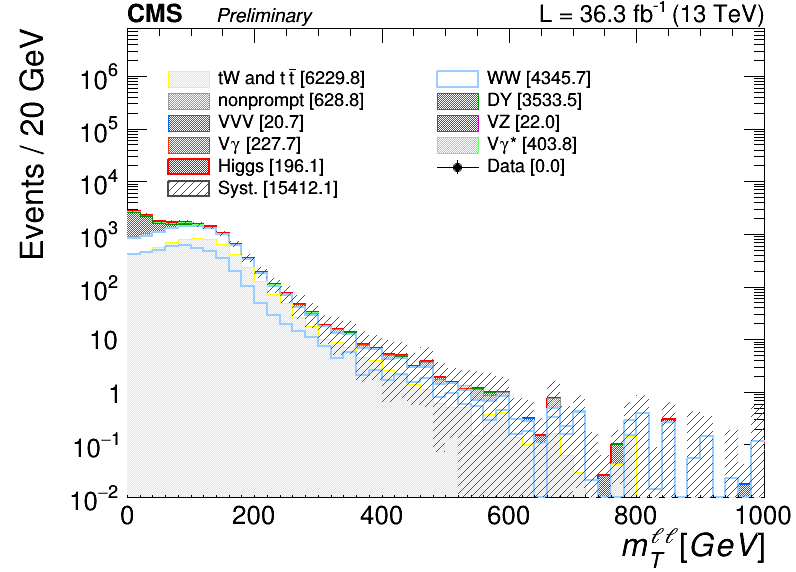 CMS Preliminary L = 36.3 fb⁻¹ (13 TeV)
Events / 20 GeV
10⁶
10⁵
10⁴
10³
10²
10
1
10⁻¹
10⁻²
tW and t t̄ [6229.8]
nonprompt [628.8]
VVV [20.7]
Vγ [227.7]
Higgs [196.1]
Syst. [15412.1]
WW [4345.7]
DY [3533.5]
VZ [22.0]
Vγ* [403.8]
Data [0.0]
0 200 400 600 800 1000
m_T^{ℓℓ} [GeV]